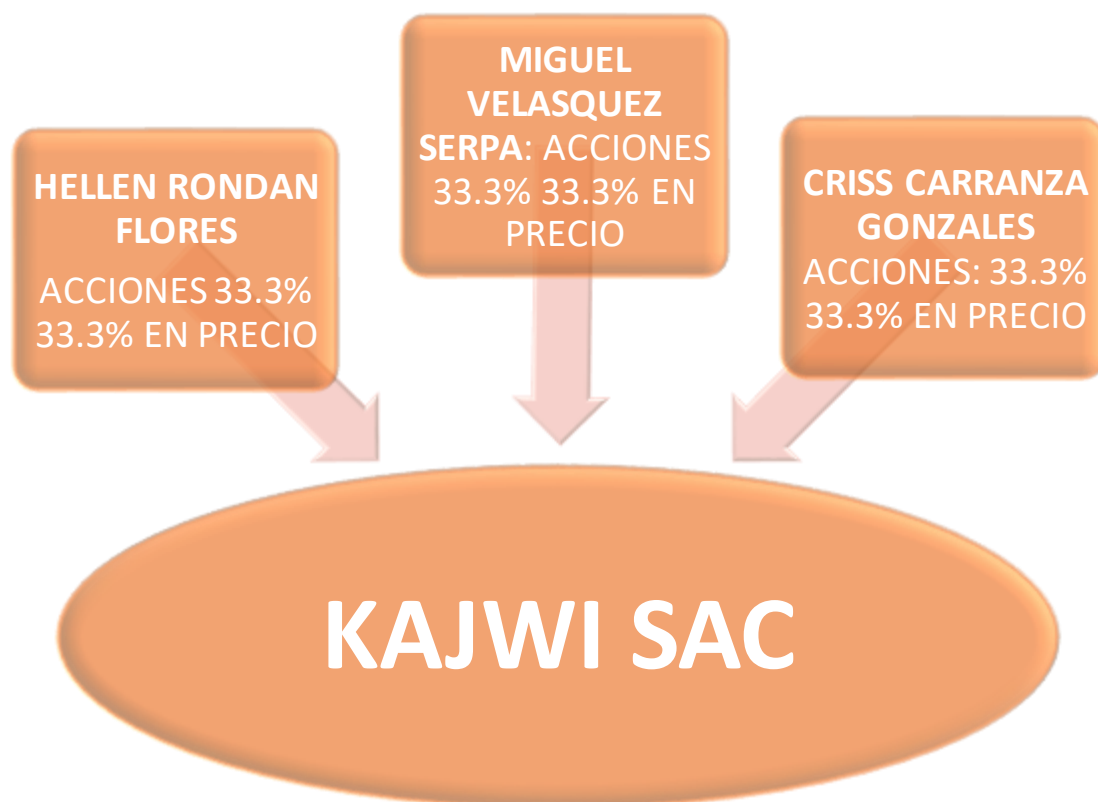 HELLEN RONDAN
FLORES
ACCIONES 33.3%
33.3% EN PRECIO
MIGUEL
VELASQUEZ
SERPA: ACCIONES
33.3% 33.3% EN
PRECIO
CRISS CARRANZA
GONZALES
ACCIONES: 33.3%
33.3% EN PRECIO
KAJWI SAC